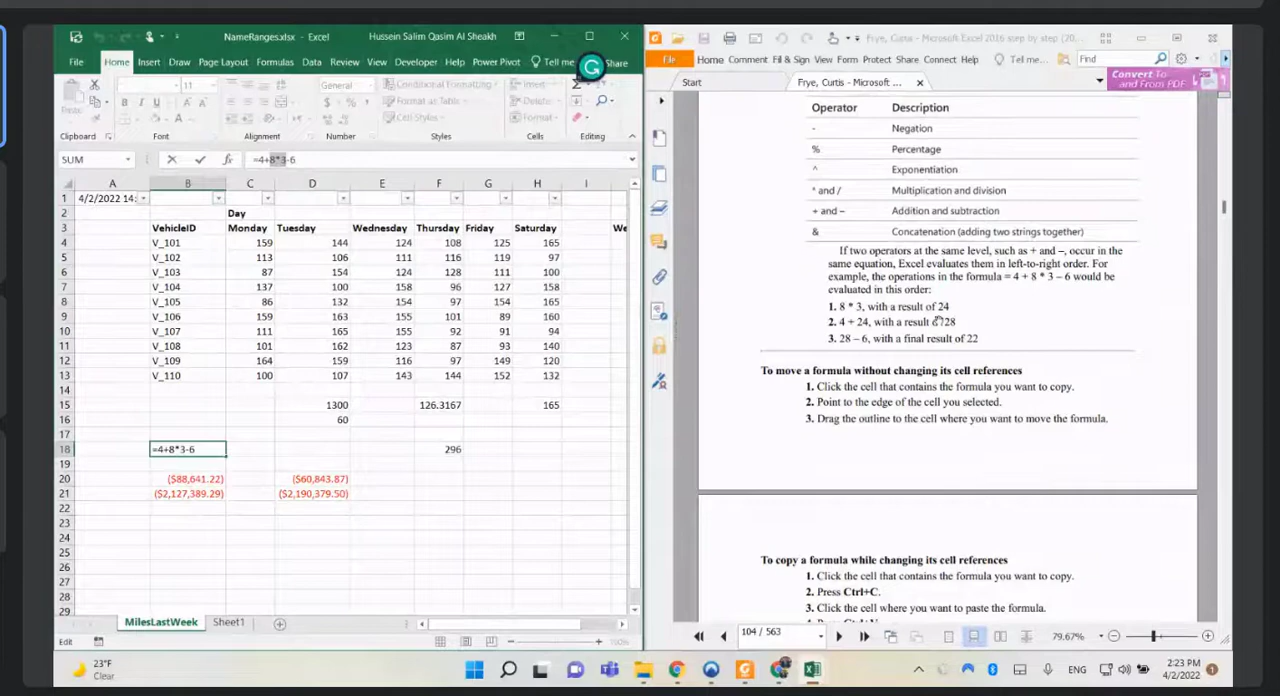 NameRanges.xlsx - Excel
Hussein Salim Qasim Al Sheakh
File Home Insert Draw Page Layout Formulas Data Review View Developer Help Power Pivot Tell me Share
Paste
11
General
Conditional Formatting
Format as Table
Cell Styles
Insert
Delete
Format
Clipboard Font Alignment Number Styles Cells Editing
SUM
fx
=4+8*3-6
A B C D E F G H I
1 4/2/2022 14:
2 Day
3 VehicleID Monday Tuesday Wednesday Thursday Friday Saturday We
4 V_101 159 144 124 108 125 165
5 V_102 113 106 111 116 119 97
6 V_103 87 154 124 128 111 100
7 V_104 137 100 158 96 127 158
8 V_105 86 132 154 97 154 165
9 V_106 159 163 155 101 89 160
10 V_107 111 165 155 92 91 94
11 V_108 101 162 123 87 93 140
12 V_109 164 159 116 97 149 120
13 V_110 100 107 143 144 152 132
14
15 1300 126.3167 165
16 60
17
18 =4+8*3-6 296
19
20 ($88,641.22) ($60,843.87)
21 ($2,127,389.29) ($2,190,379.50)
22
23
24
25
26
27
28
29
MilesLastWeek Sheet1
Edit
Frye, Curtis - Microsoft Excel 2016 step by step (20...
File Home Comment Fill & Sign View Form Protect Share Connect Help Tell me... Find
Start
Frye, Curtis - Microsoft ...
Convert To
and From PDF
Operator Description
- Negation
% Percentage
^ Exponentiation
* and / Multiplication and division
+ and – Addition and subtraction
& Concatenation (adding two strings together)
If two operators at the same level, such as + and –, occur in the
same equation, Excel evaluates them in left-to-right order. For
example, the operations in the formula = 4 + 8 * 3 – 6 would be
evaluated in this order:
1. 8 * 3, with a result of 24
2. 4 + 24, with a result of 28
3. 28 – 6, with a final result of 22
To move a formula without changing its cell references
1. Click the cell that contains the formula you want to copy.
2. Point to the edge of the cell you selected.
3. Drag the outline to the cell where you want to move the formula.
To copy a formula while changing its cell references
1. Click the cell that contains the formula you want to copy.
2. Press Ctrl+C.
3. Click the cell where you want to paste the formula.
104 / 563
79.67%
23°F
Clear
ENG
2:23 PM
4/2/2022
1